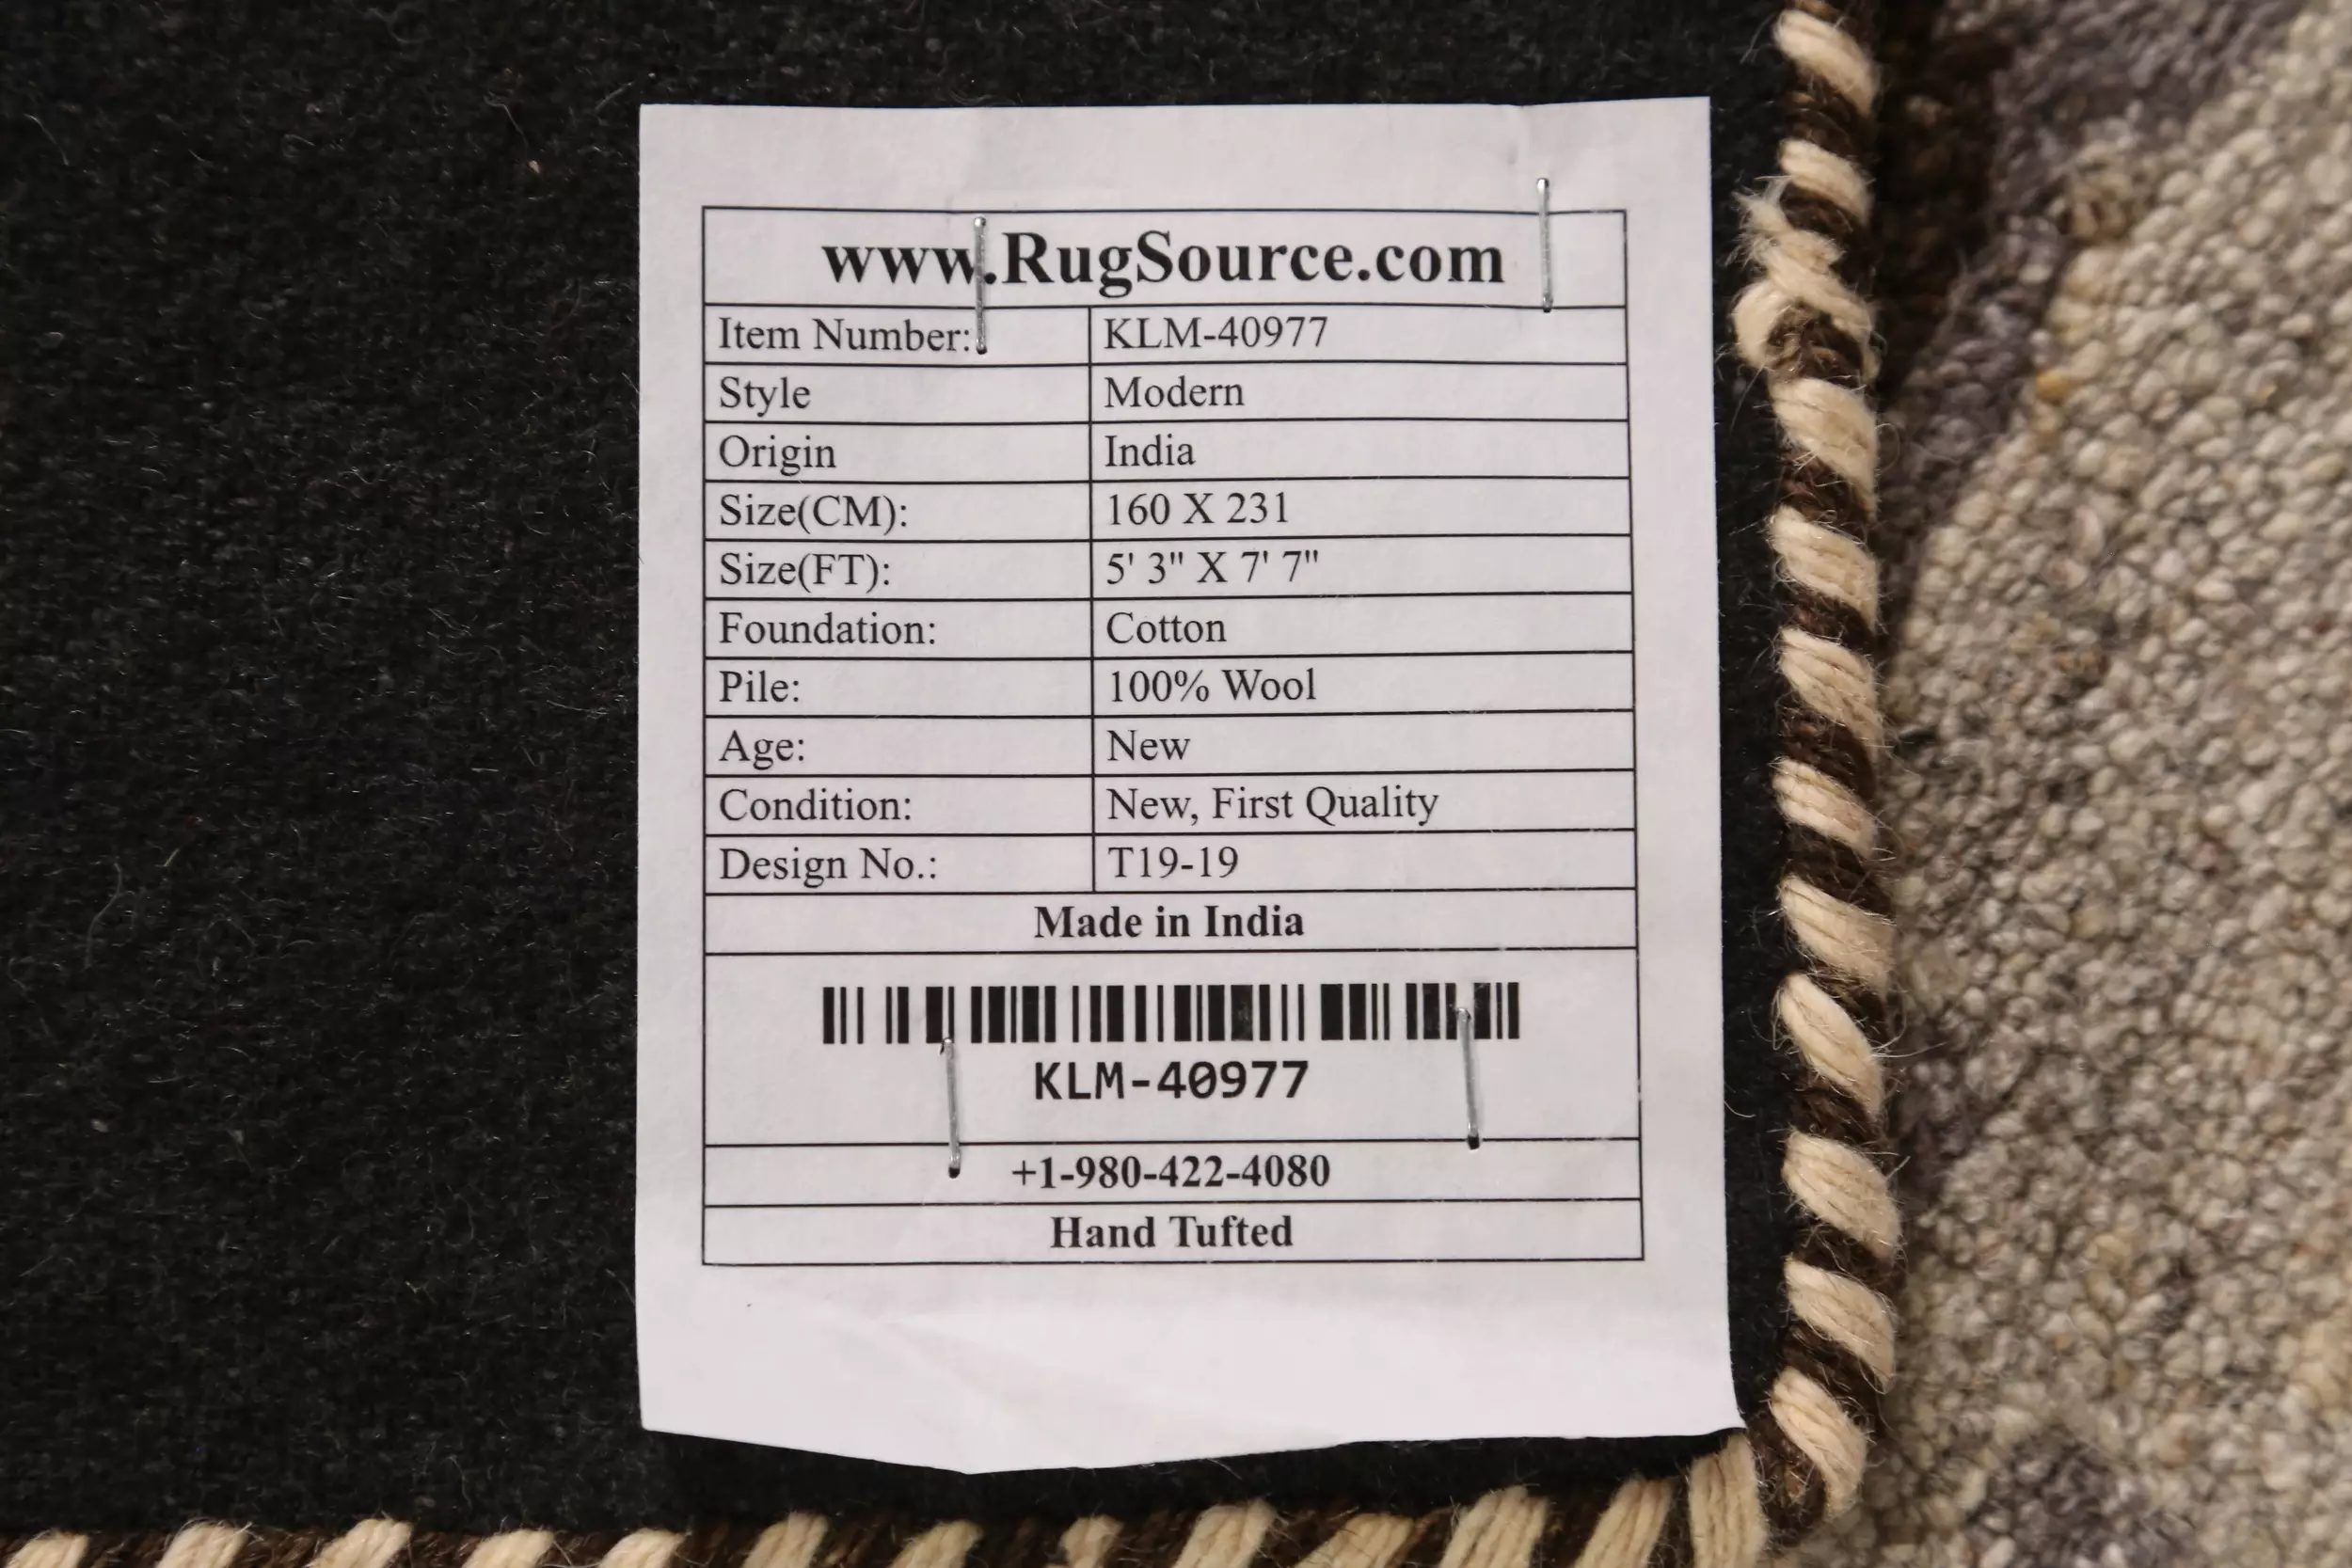 www.RugSource.com
Item Number: KLM-40977
Style Modern
Origin India
Size(CM): 160 X 231
Size(FT): 5' 3" X 7' 7"
Foundation: Cotton
Pile: 100% Wool
Age: New
Condition: New, First Quality
Design No.: T19-19
Made in India
KLM-40977
+1-980-422-4080
Hand Tufted